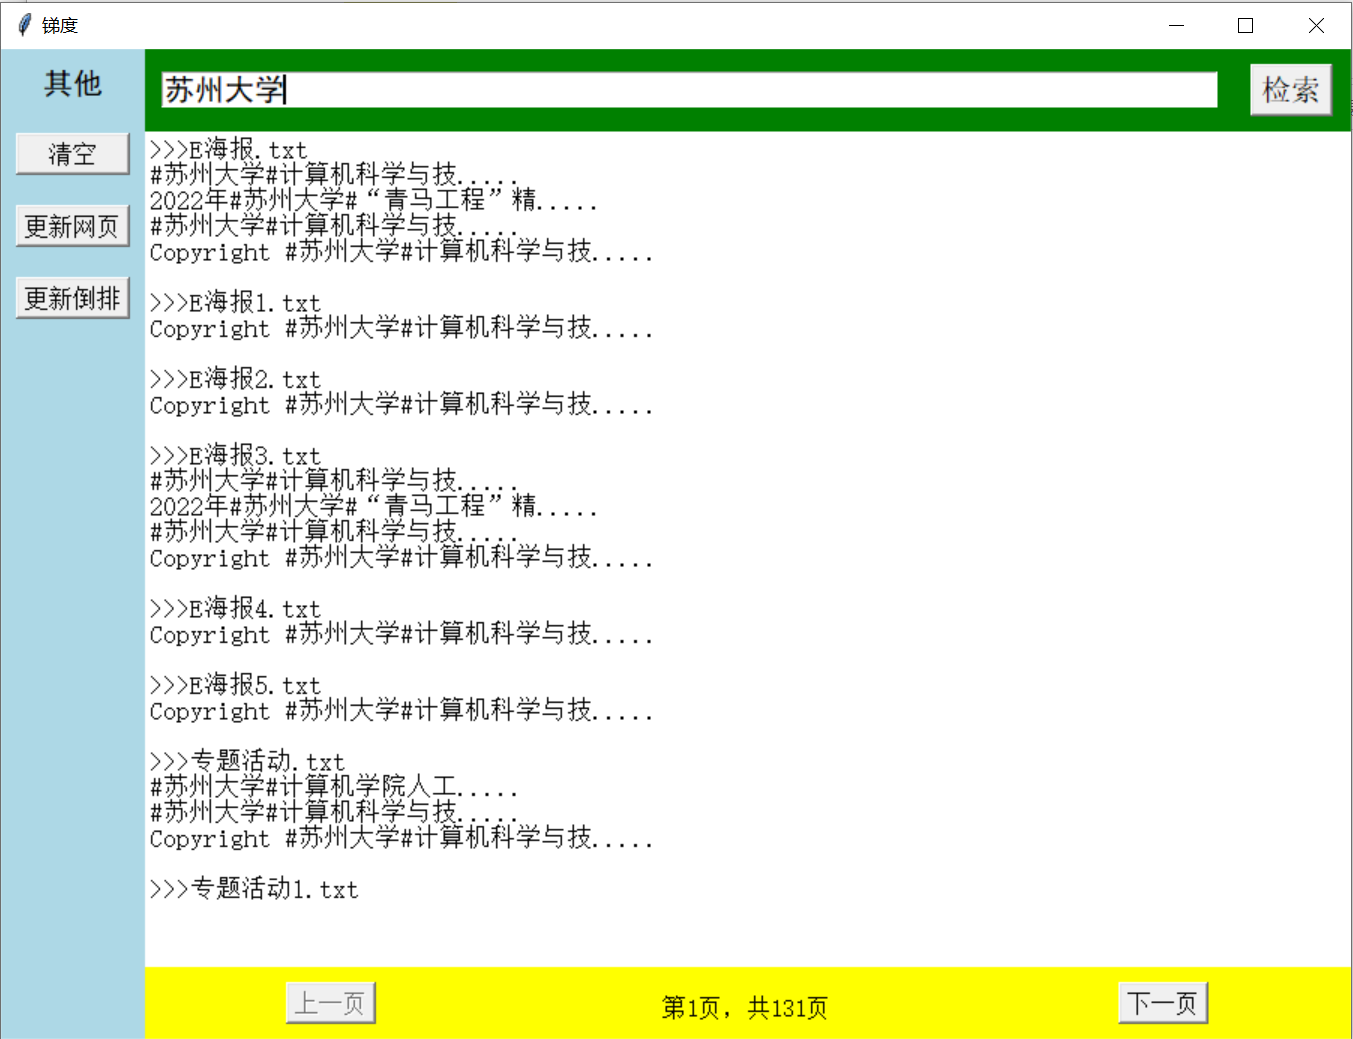 锑度
其他
苏州大学
检索
清空
更新网页
更新倒排
>>>E海报.txt
#苏州大学#计算机科学与技.....
2022年#苏州大学#“青马工程”精.....
#苏州大学#计算机科学与技.....
Copyright #苏州大学#计算机科学与技.....
>>>E海报1.txt
Copyright #苏州大学#计算机科学与技.....
>>>E海报2.txt
Copyright #苏州大学#计算机科学与技.....
>>>E海报3.txt
#苏州大学#计算机科学与技.....
2022年#苏州大学#“青马工程”精.....
#苏州大学#计算机科学与技.....
Copyright #苏州大学#计算机科学与技.....
>>>E海报4.txt
Copyright #苏州大学#计算机科学与技.....
>>>E海报5.txt
Copyright #苏州大学#计算机科学与技.....
>>>专题活动.txt
#苏州大学#计算机学院人工.....
#苏州大学#计算机科学与技.....
Copyright #苏州大学#计算机科学与技.....
>>>专题活动1.txt
上一页
第1页，共131页
下一页